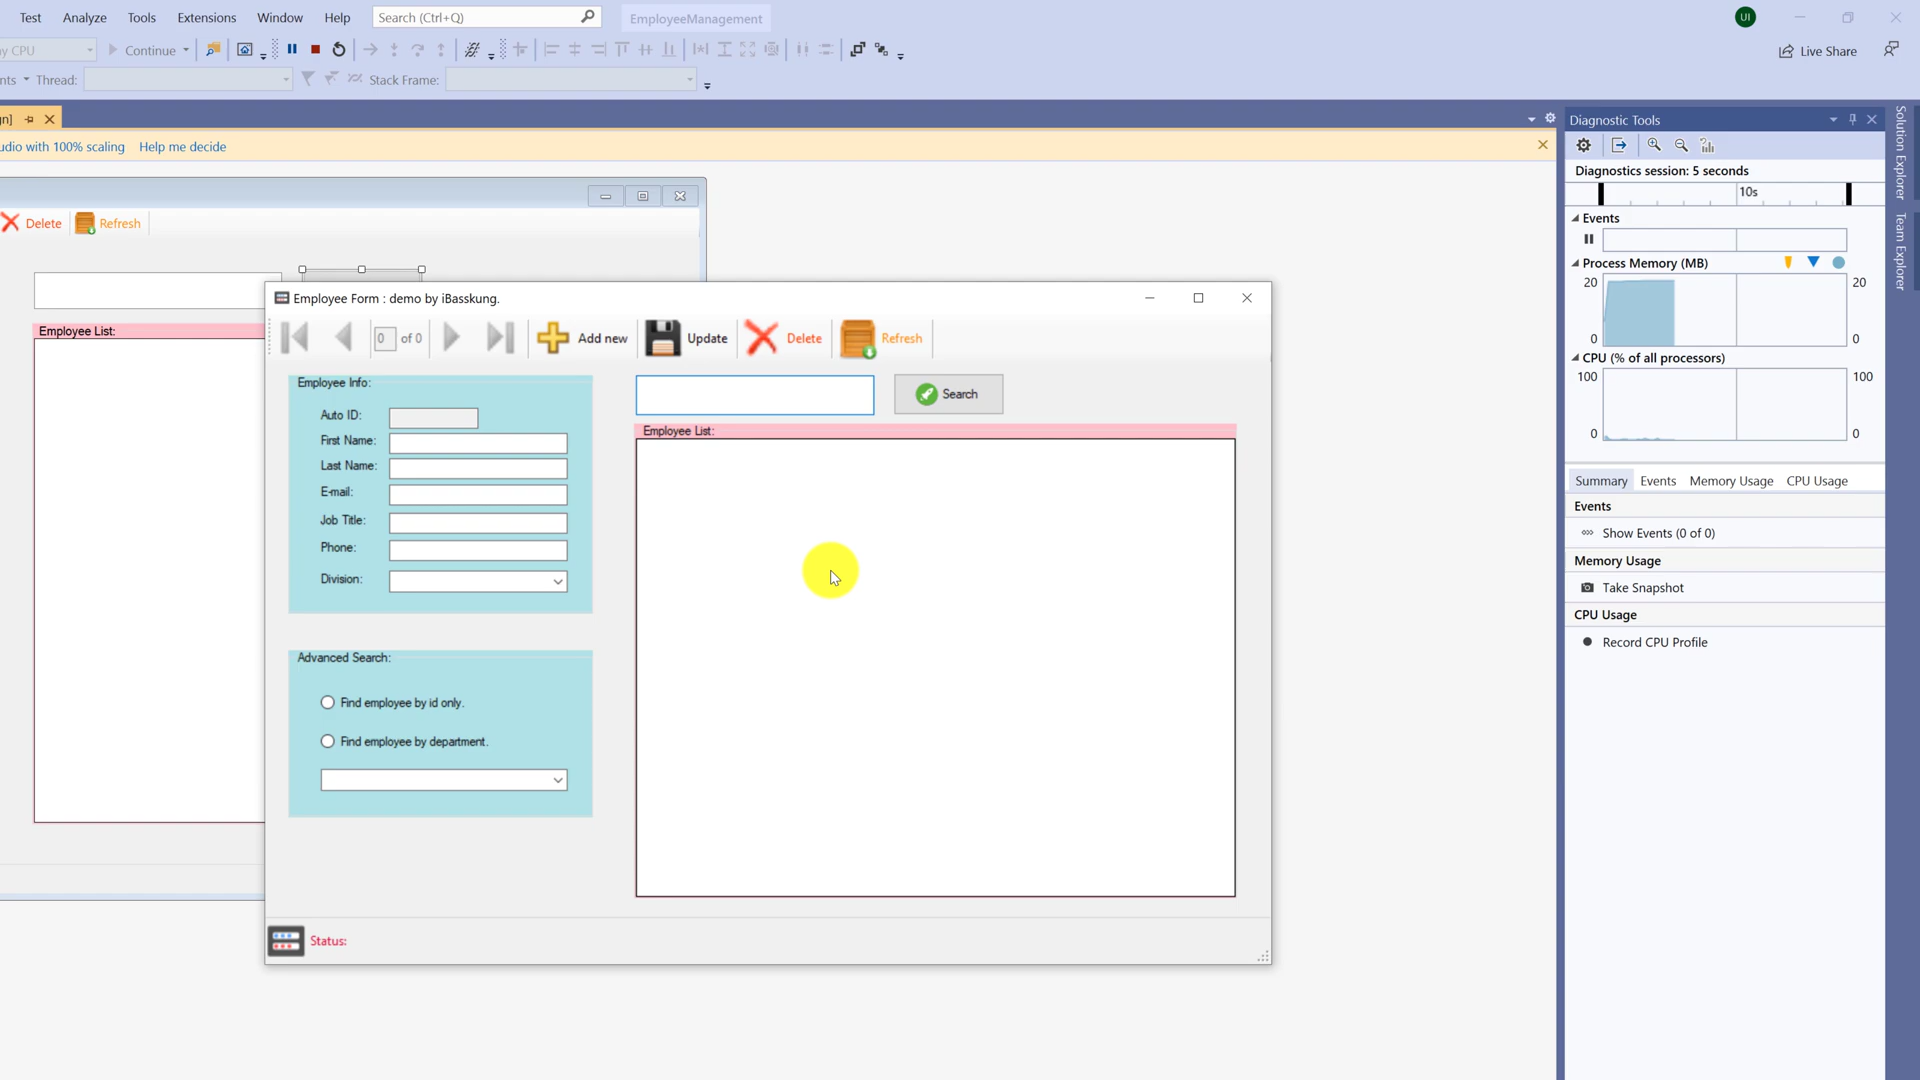 Test Analyze Tools Extensions Window Help Search (Ctrl+Q) EmployeeManagement UI
CPU Continue Live Share
Thread: Stack Frame:
Diagnostic Tools
with 100% scaling Help me decide
Diagnostics session: 5 seconds
10s
Solution Explorer
Team Explorer
Delete Refresh
Events
Process Memory (MB)
20 20
0 0
CPU (% of all processors)
100 100
0 0
Summary Events Memory Usage CPU Usage
Events
Show Events (0 of 0)
Memory Usage
Take Snapshot
CPU Usage
Record CPU Profile
Employee List:
Employee Form : demo by iBasskung.
0 of 0 Add new Update Delete Refresh
Employee Info:
Auto ID:
First Name:
Last Name:
E-mail:
Job Title:
Phone:
Division:
Search
Employee List:
Advanced Search:
Find employee by id only.
Find employee by department.
Status: